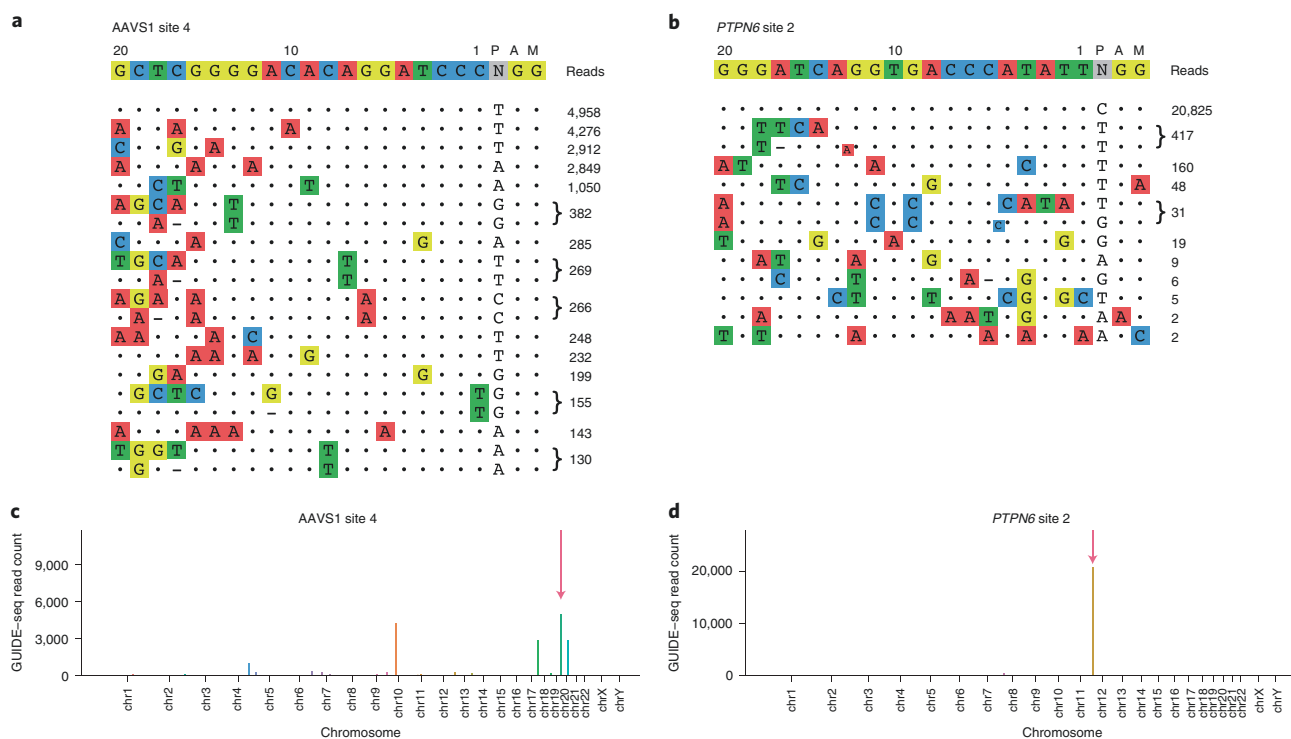 a
AAVS1 site 4
20 10 1 P A M
G C T C G G G G A C A C A G G A T C C C N G G Reads
T 4,958
A A A T 4,276
C G A T 2,912
A A A A 2,849
C T T A 1,050
A G C A T G
A – T G } 382
C A G A 285
T G C A T T
A – T T } 269
A G A A A C
A – A A C } 266
A A A C T 248
A A A G T 232
G A G G 199
G C T C G T G
– T G } 155
A A A A A A 143
T G G T T A
G – T A } 130
b
PTPN6 site 2
20 10 1 P A M
G G G A T C A G G T G A C C C A T A T T N G G Reads
C 20,825
T T C A T
T – A T } 417
A T A C T 160
T C G T A 48
A C C C A T A T
A C C C G } 31
T G A G G 19
A T A G A 9
C T A – G G 6
C T T C G G C T 5
A A A T G A A 2
T T A A A A A C 2
c
AAVS1 site 4
GUIDE–seq read count
9,000
6,000
3,000
0
chr1 chr2 chr3 chr4 chr5 chr6 chr7 chr8 chr9 chr10 chr11 chr12 chr13 chr14 chr15 chr16 chr17 chr18 chr19 chr20 chr21 chr22 chrX chrY
Chromosome
d
PTPN6 site 2
GUIDE–seq read count
20,000
10,000
0
chr1 chr2 chr3 chr4 chr5 chr6 chr7 chr8 chr9 chr10 chr11 chr12 chr13 chr14 chr15 chr16 chr17 chr18 chr19 chr20 chr21 chr22 chrX chrY
Chromosome